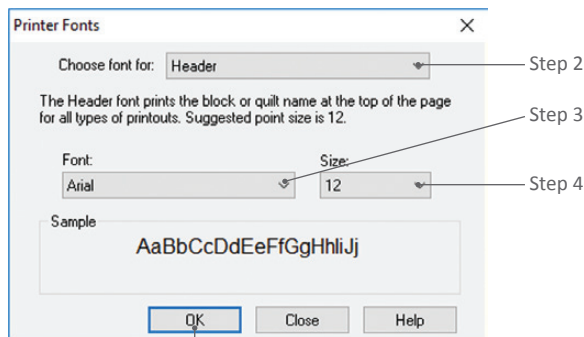 Printer Fonts
Choose font for: Header
Step 2
The Header font prints the block or quilt name at the top of the page
for all types of printouts. Suggested point size is 12.
Step 3
Font: Size:
Arial 12
Step 4
Sample
AaBbCcDdEeFfGgHhIiJj
OK Close Help